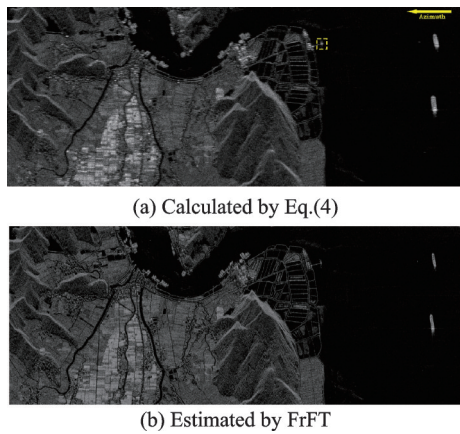 Azimuth
(a) Calculated by Eq.(4)
(b) Estimated by FrFT